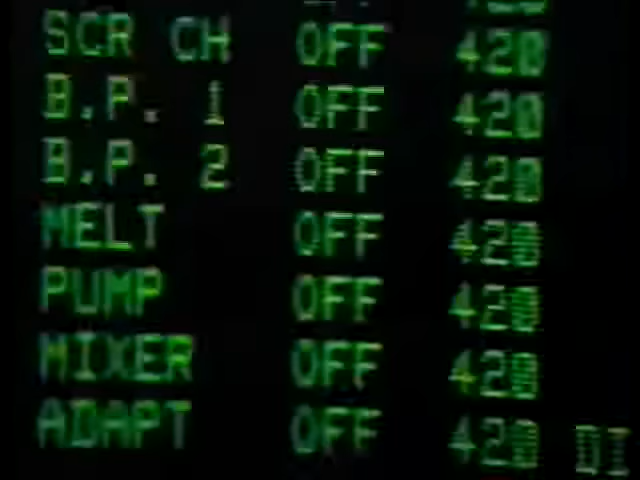 SCR CH OFF 420
B.P. 1 OFF 420
B.P. 2 OFF 420
MELT OFF 420
PUMP OFF 420
MIXER OFF 420
ADAPT OFF 420 DI